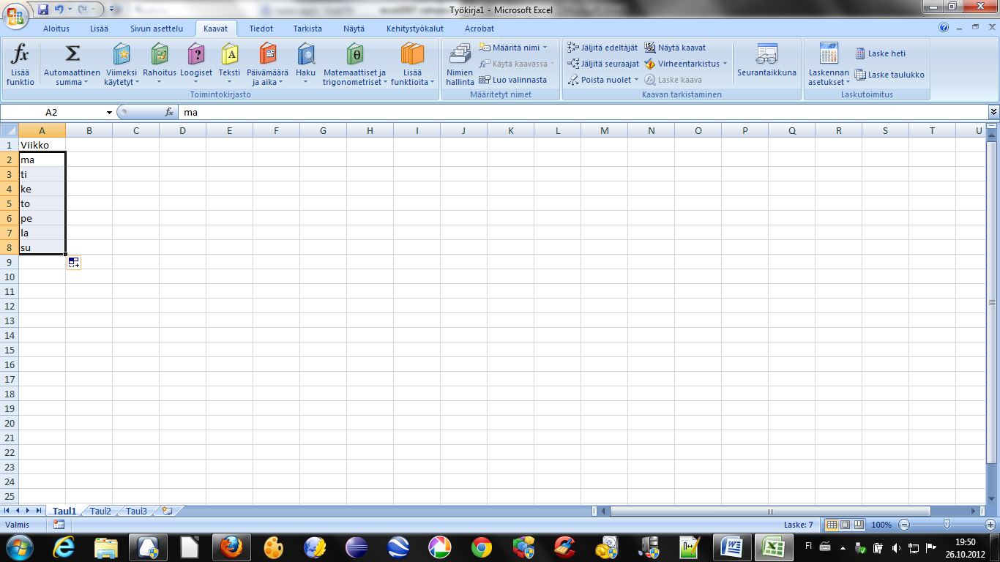 Työkirja1 - Microsoft Excel
Aloitus Lisää Sivun asettelu Kaavat Tiedot Tarkista Näytä Kehitystyökalut Acrobat
fx Lisää funktio
Σ Automaattinen summa
Viimeksi käytetyt
Rahoitus
? Loogiset
A Teksti
Päivämäärä ja aika
Haku
θ Matemaattiset ja trigonometriset
Lisää funktioita
Toimintokirjasto
Nimien hallinta
Määritä nimi
Käytä kaavassa
Luo valinnasta
Määritetyt nimet
Jäljitä edeltäjät
Jäljitä seuraajat
Poista nuolet
Näytä kaavat
Virheentarkistus
Laske kaava
Seurantaikkuna
Kaavan tarkistaminen
Laskennan asetukset
Laske heti
Laske taulukko
Laskutoimitus
A2 fx ma
A B C D E F G H I J K L M N O P Q R S T U
1 Viikko
2 ma
3 ti
4 ke
5 to
6 pe
7 la
8 su
9
10
11
12
13
14
15
16
17
18
19
20
21
22
23
24
25
Taul1 Taul2 Taul3
Valmis Laske: 7 100%
FI 19:50
26.10.2012